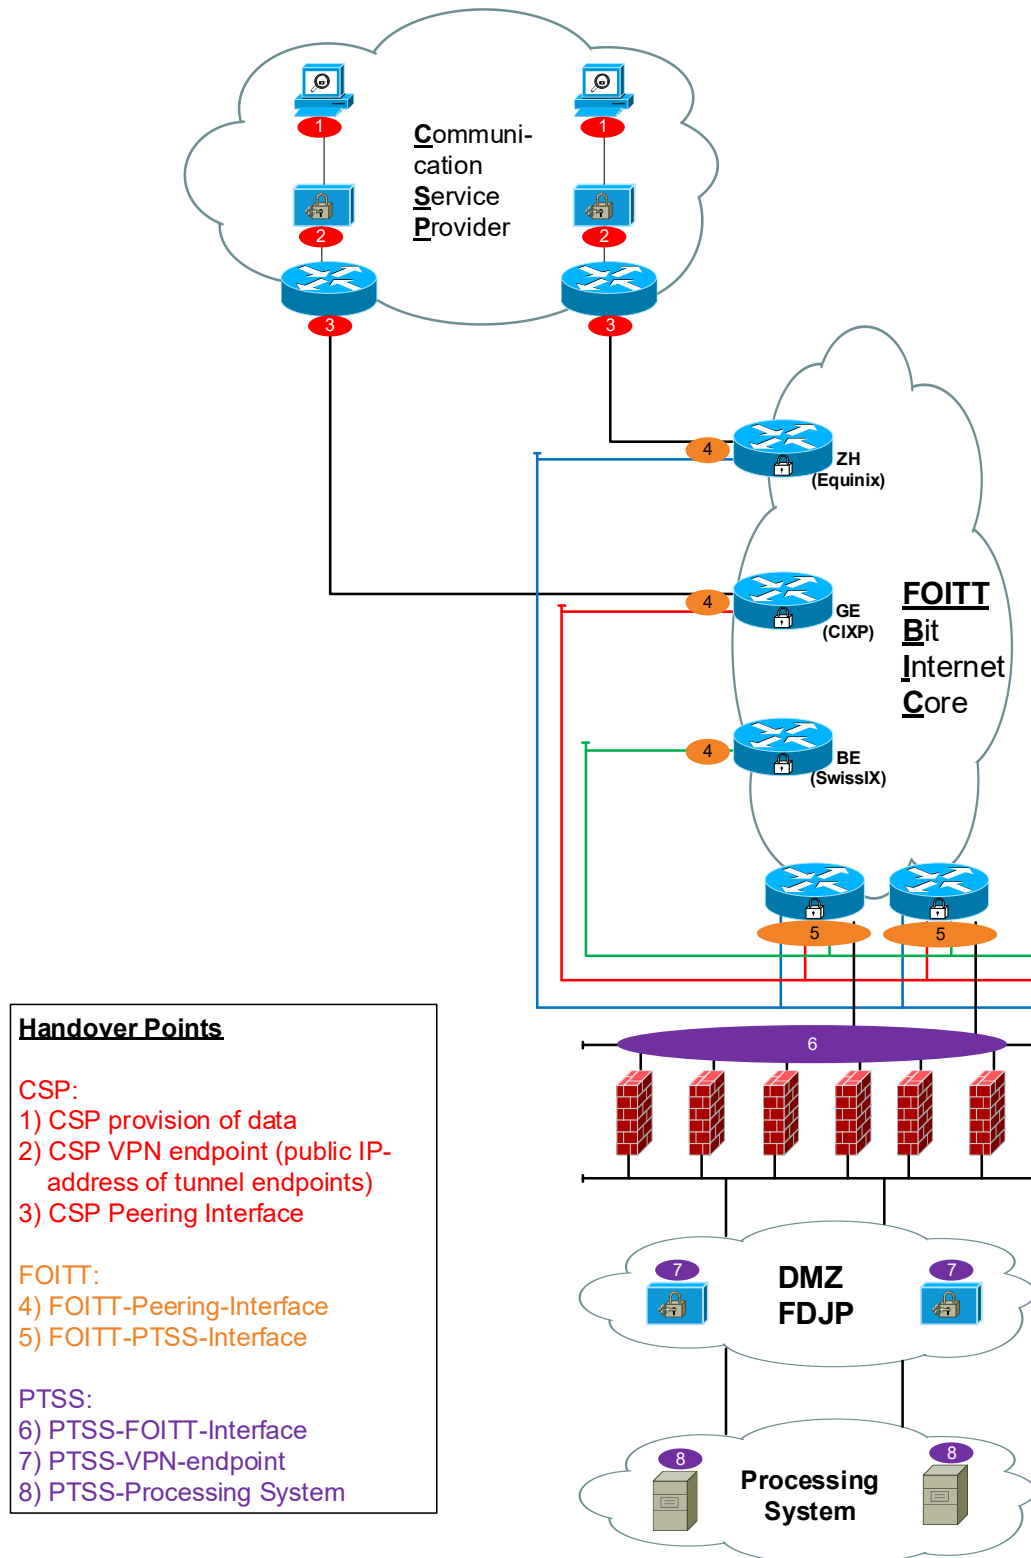 1
1
Communi-
cation
Service
Provider
2
2
3
3
4
ZH
(Equinix)
4
GE
(CIXP)
FOITT
Bit
Internet
Core
4
BE
(SwissIX)
5
5
6
Handover Points
CSP:
1) CSP provision of data
2) CSP VPN endpoint (public IP-
address of tunnel endpoints)
3) CSP Peering Interface
FOITT:
4) FOITT-Peering-Interface
5) FOITT-PTSS-Interface
PTSS:
6) PTSS-FOITT-Interface
7) PTSS-VPN-endpoint
8) PTSS-Processing System
7
7
DMZ
FDJP
8
8
Processing
System